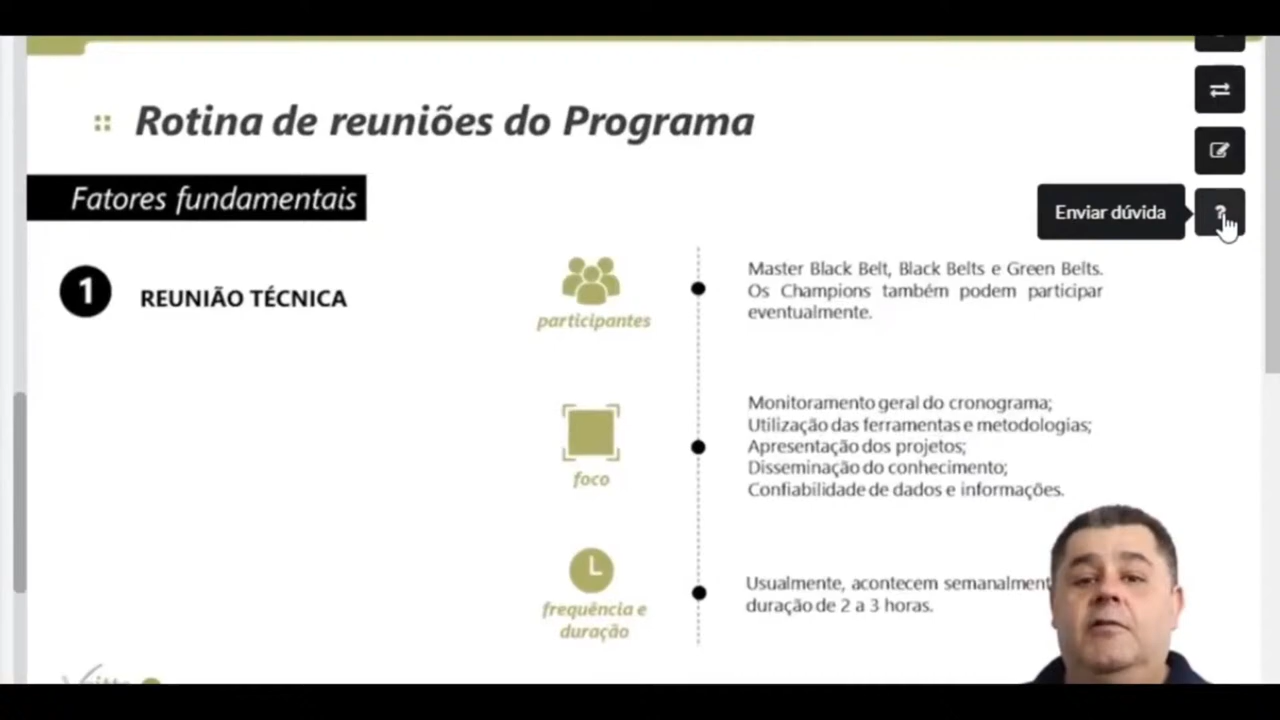 Rotina de reuniões do Programa
Fatores fundamentais
Enviar dúvida
?
1
REUNIÃO TÉCNICA
participantes
Master Black Belt, Black Belts e Green Belts.
Os Champions também podem participar
eventualmente.
foco
Monitoramento geral do cronograma;
Utilização das ferramentas e metodologias;
Apresentação dos projetos;
Disseminação do conhecimento;
Confiabilidade de dados e informações.
frequência e
duração
Usualmente, acontecem
duração de 2 a 3 horas.